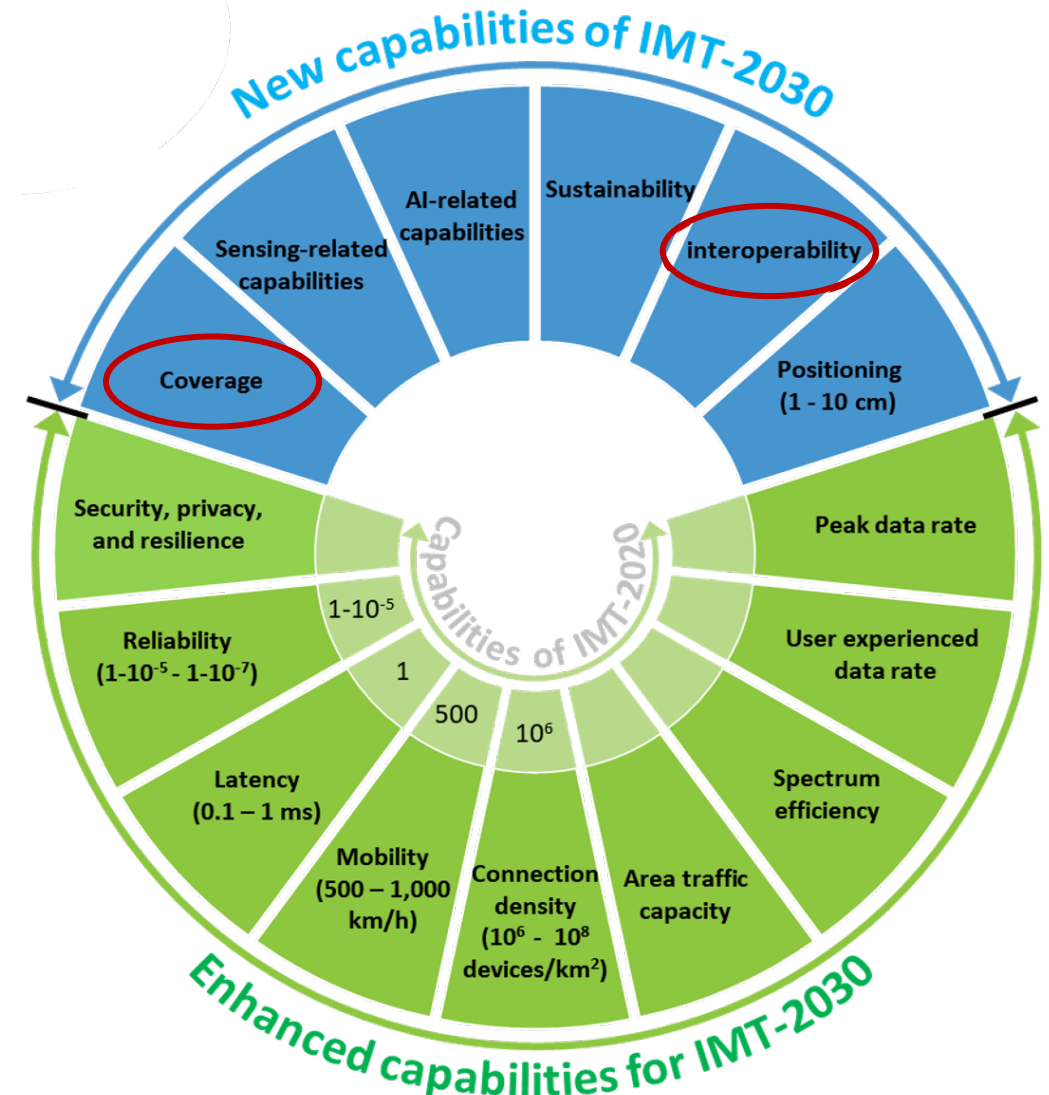 New capabilities of IMT-2030
AI-related
capabilities
Sustainability
Sensing-related
capabilities
interoperability
Coverage
Positioning
(1 - 10 cm)
Security, privacy,
and resilience
Peak data rate
Capabilities of IMT-2020
1-10⁻⁵
1
500
10⁶
Reliability
(1-10⁻⁵ - 1-10⁻⁷)
User experienced
data rate
Latency
(0.1 – 1 ms)
Spectrum
efficiency
Mobility
(500 – 1,000
km/h)
Connection
density
(10⁶ - 10⁸
devices/km²)
Area traffic
capacity
Enhanced capabilities for IMT-2030